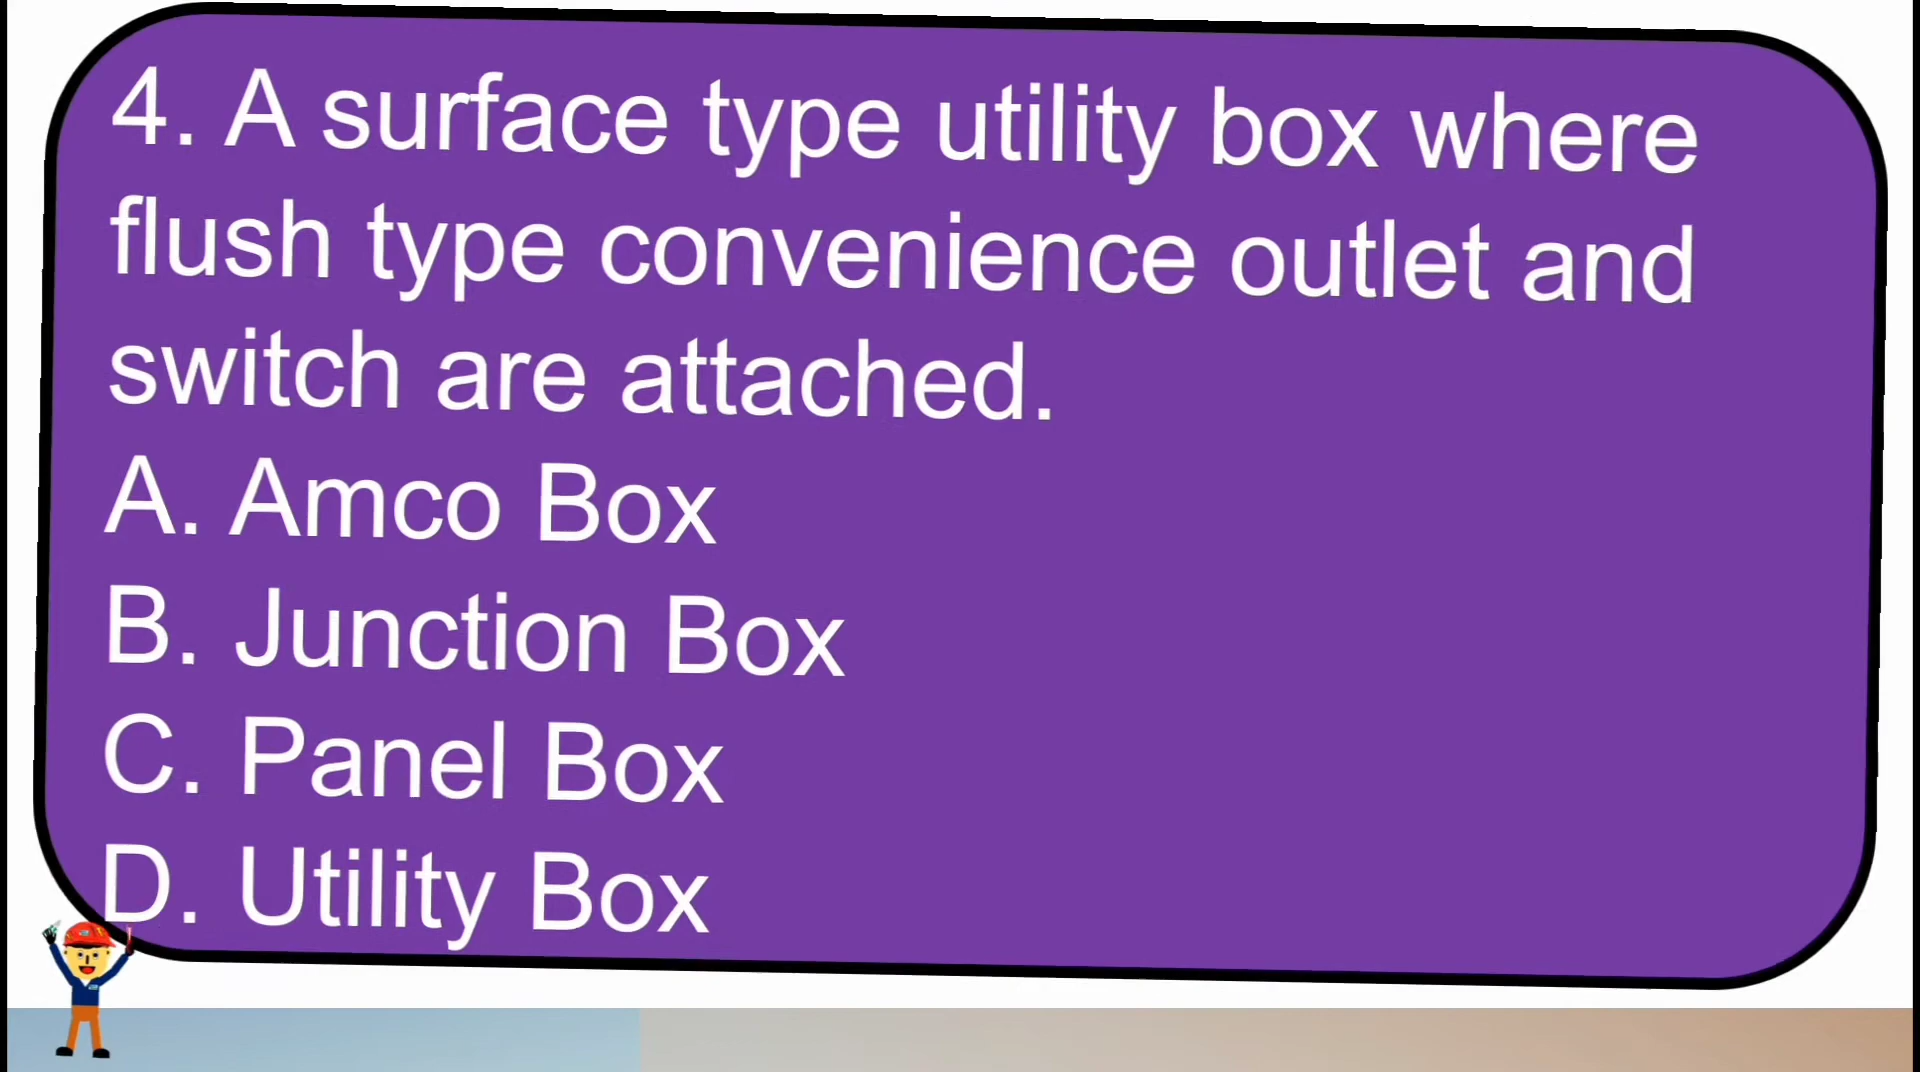 4. A surface type utility box where
flush type convenience outlet and
switch are attached.
A. Amco Box
B. Junction Box
C. Panel Box
D. Utility Box